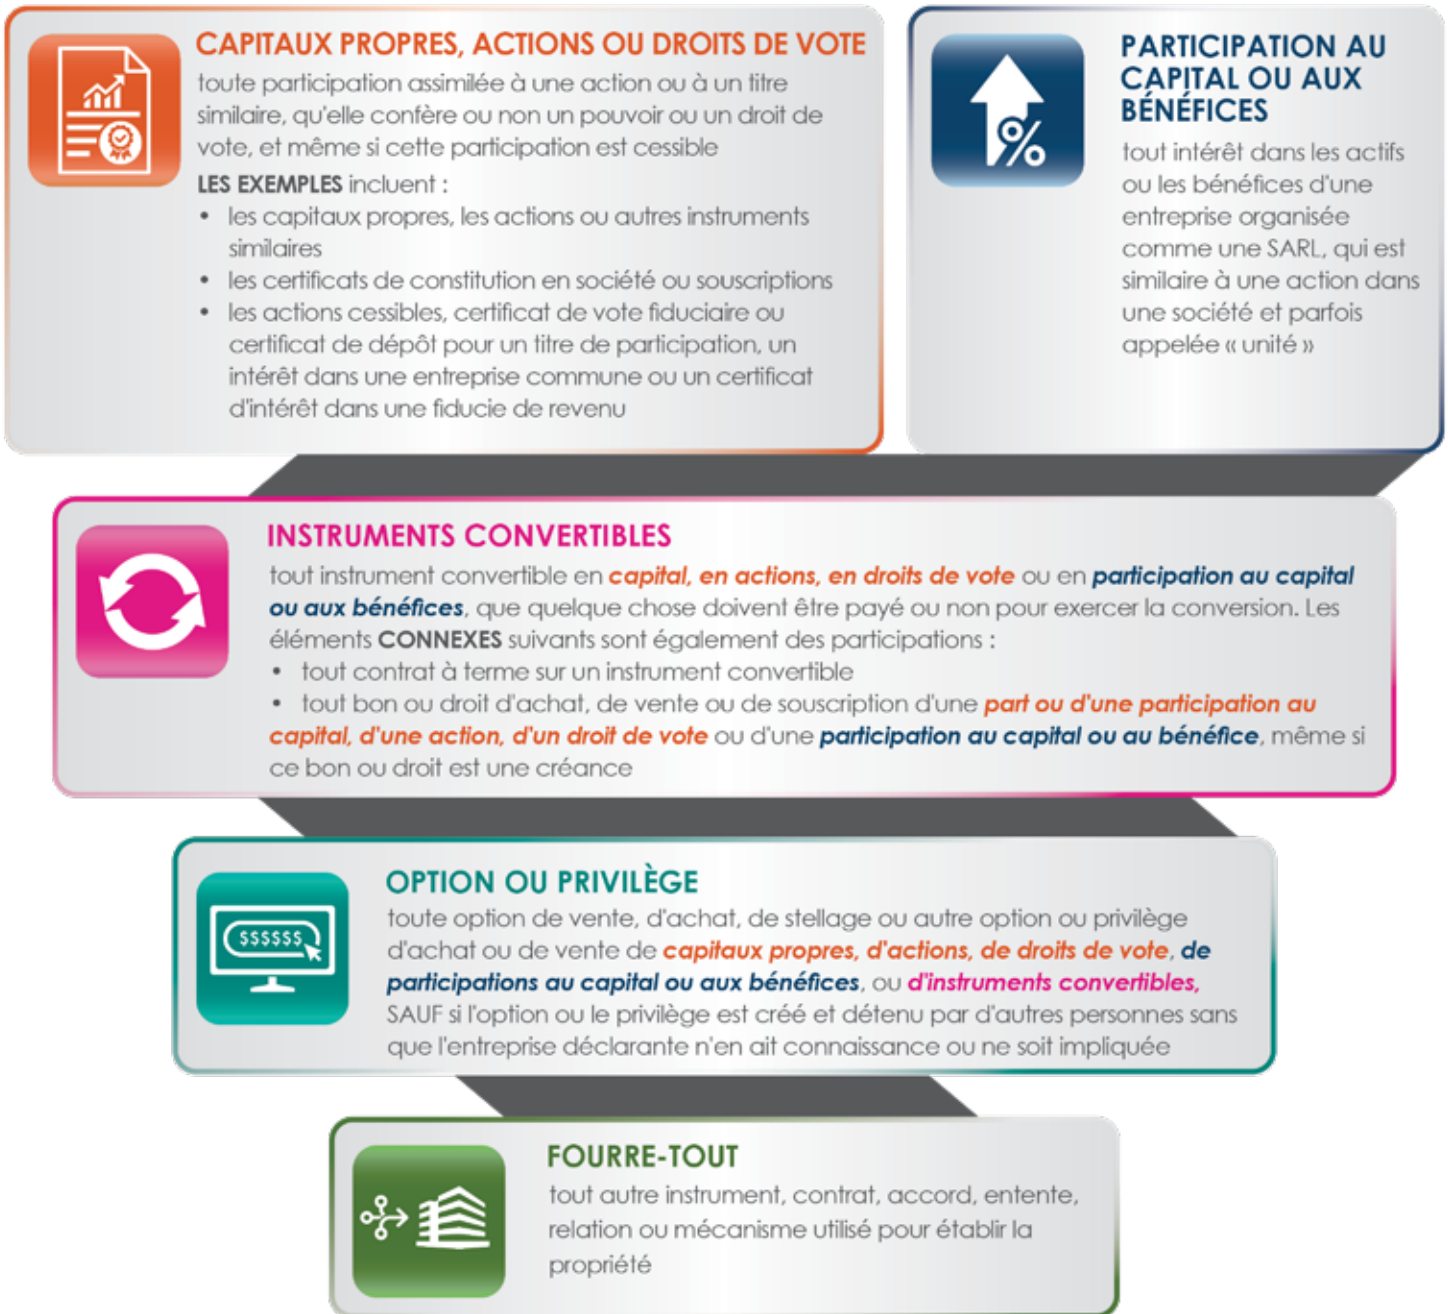 CAPITAUX PROPRES, ACTIONS OU DROITS DE VOTE
toute participation assimilée à une action ou à un titre
similaire, qu'elle confère ou non un pouvoir ou un droit de
vote, et même si cette participation est cessible
LES EXEMPLES incluent :
• les capitaux propres, les actions ou autres instruments
similaires
• les certificats de constitution en société ou souscriptions
• les actions cessibles, certificat de vote fiduciaire ou
certificat de dépôt pour un titre de participation, un
intérêt dans une entreprise commune ou un certificat
d'intérêt dans une fiducie de revenu
%
PARTICIPATION AU
CAPITAL OU AUX
BÉNÉFICES
tout intérêt dans les actifs
ou les bénéfices d'une
entreprise organisée
comme une SARL, qui est
similaire à une action dans
une société et parfois
appelée « unité »
INSTRUMENTS CONVERTIBLES
tout instrument convertible en capital, en actions, en droits de vote ou en participation au capital
ou aux bénéfices, que quelque chose doivent être payé ou non pour exercer la conversion. Les
éléments CONNEXES suivants sont également des participations :
• tout contrat à terme sur un instrument convertible
• tout bon ou droit d'achat, de vente ou de souscription d'une part ou d'une participation au
capital, d'une action, d'un droit de vote ou d'une participation au capital ou au bénéfice, même si
ce bon ou droit est une créance
$$$$$$
OPTION OU PRIVILÈGE
toute option de vente, d'achat, de stellage ou autre option ou privilège
d'achat ou de vente de capitaux propres, d'actions, de droits de vote, de
participations au capital ou aux bénéfices, ou d'instruments convertibles,
SAUF si l'option ou le privilège est créé et détenu par d'autres personnes sans
que l'entreprise déclarante n'en ait connaissance ou ne soit impliquée
FOURRE-TOUT
tout autre instrument, contrat, accord, entente,
relation ou mécanisme utilisé pour établir la
propriété